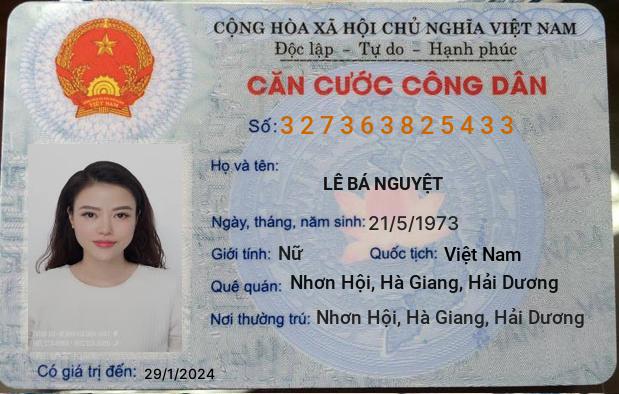 CỘNG HÒA XÃ HỘI CHỦ NGHĨA VIỆT NAM
Độc lập - Tự do - Hạnh phúc
CĂN CƯỚC CÔNG DÂN
Số: 327363825433
Họ và tên:
LÊ BÁ NGUYỆT
Ngày, tháng, năm sinh: 21/5/1973
Giới tính: Nữ Quốc tịch: Việt Nam
Quê quán: Nhơn Hội, Hà Giang, Hải Dương
Nơi thường trú: Nhơn Hội, Hà Giang, Hải Dương
Có giá trị đến: 29/1/2024
VIỆT NAM